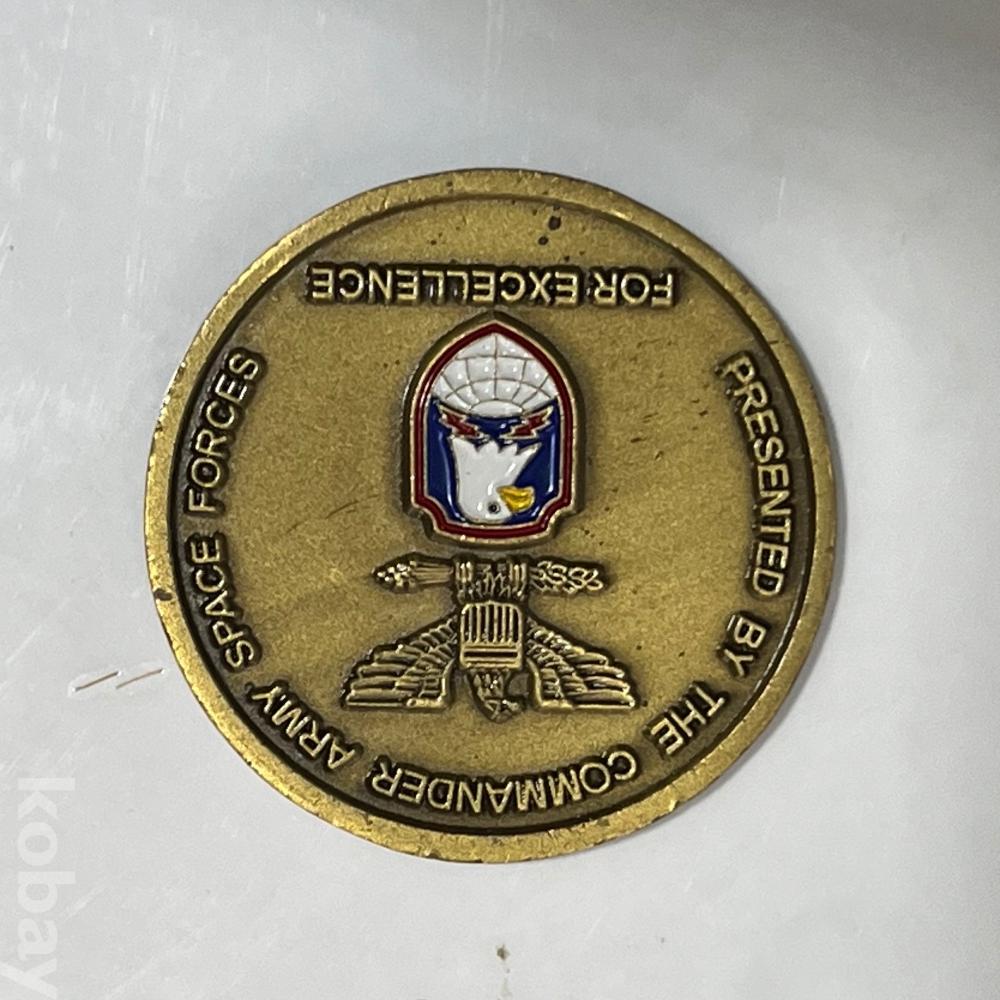 PRESENTED BY THE COMMANDER ARMY SPACE FORCES
FOR EXCELLENCE
kobay